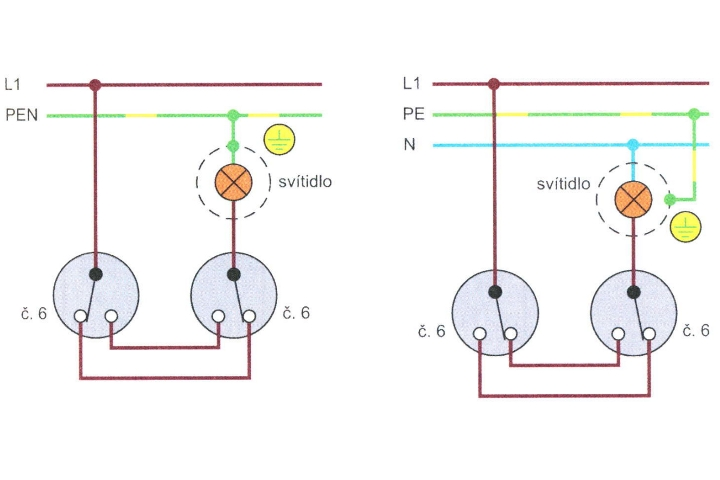 L1
PEN
svítidlo
č. 6
č. 6
L1
PE
N
svítidlo
č. 6
č. 6